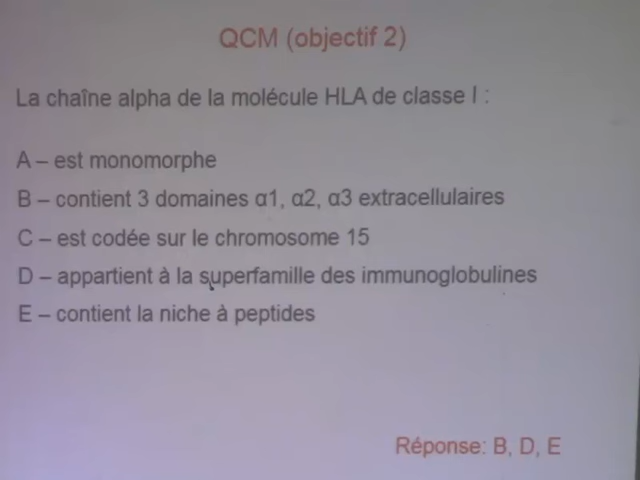 QCM (objectif 2)
La chaîne alpha de la molécule HLA de classe I :
A – est monomorphe
B – contient 3 domaines α1, α2, α3 extracellulaires
C – est codée sur le chromosome 15
D – appartient à la superfamille des immunoglobulines
E – contient la niche à peptides
Réponse: B, D, E